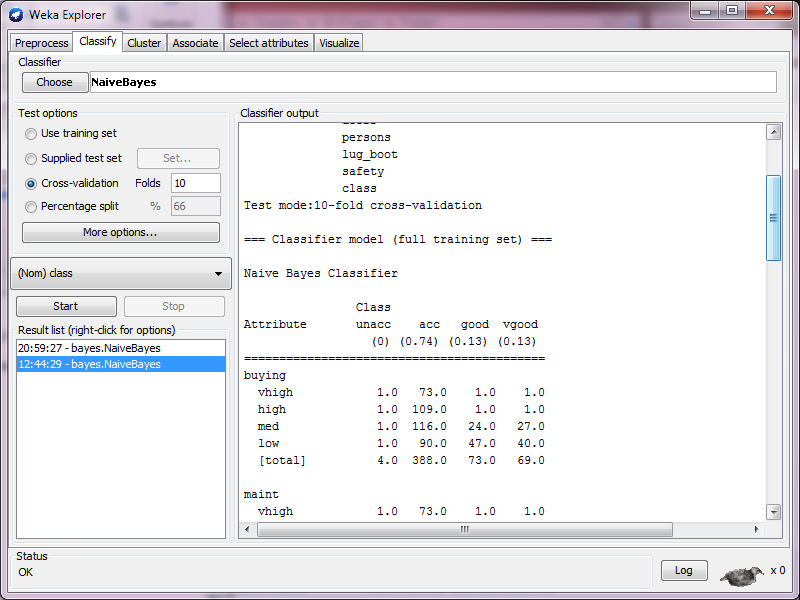 Weka Explorer
Preprocess Classify Cluster Associate Select attributes Visualize
Classifier
Choose NaiveBayes
Test options
Use training set
Supplied test set Set...
Cross-validation Folds 10
Percentage split % 66
More options...
(Nom) class
Start Stop
Result list (right-click for options)
20:59:27 - bayes.NaiveBayes
12:44:29 - bayes.NaiveBayes
Classifier output
persons
lug_boot
safety
class
Test mode:10-fold cross-validation
=== Classifier model (full training set) ===
Naive Bayes Classifier
Class
Attribute unacc acc good vgood
(0) (0.74) (0.13) (0.13)
===========================================
buying
vhigh 1.0 73.0 1.0 1.0
high 1.0 109.0 1.0 1.0
med 1.0 116.0 24.0 27.0
low 1.0 90.0 47.0 40.0
[total] 4.0 388.0 73.0 69.0
maint
vhigh 1.0 73.0 1.0 1.0
Status
OK
Log x 0